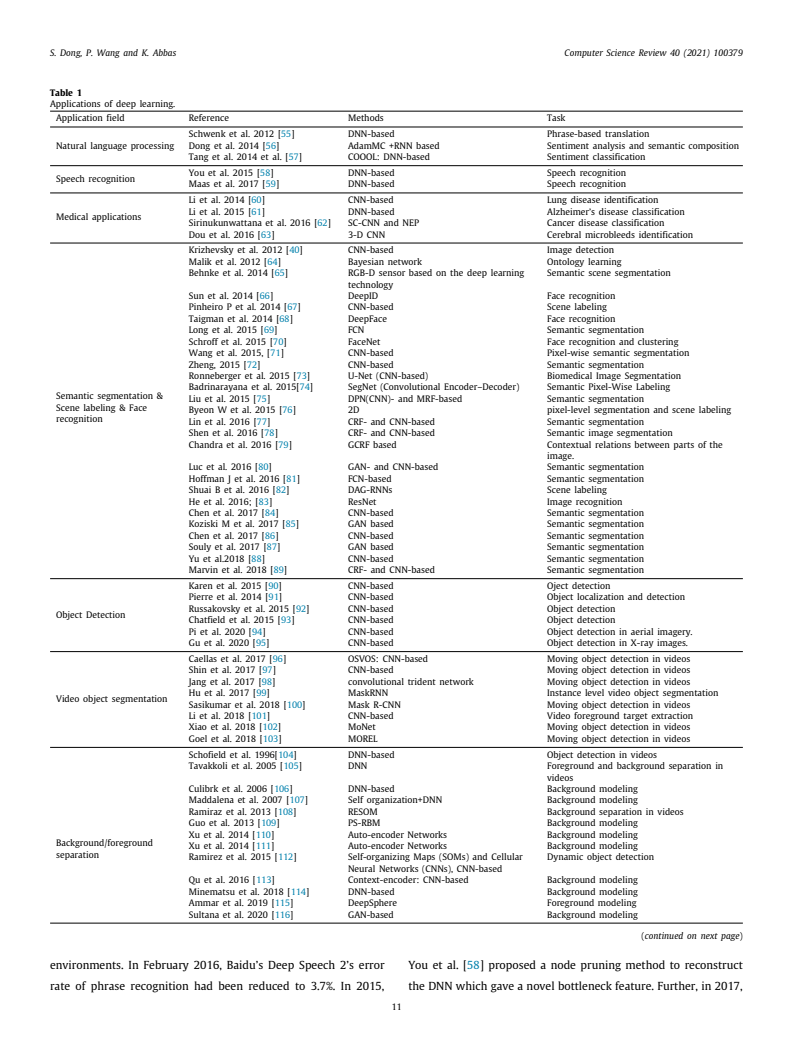 S. Dong, P. Wang and K. Abbas Computer Science Review 40 (2021) 100379
Table 1
Applications of deep learning.
Application field Reference Methods Task
Natural language processing
Schwenk et al. 2012 [55] DNN-based Phrase-based translation
Dong et al. 2014 [56] AdamMC +RNN based Sentiment analysis and semantic composition
Tang et al. 2014 et al. [57] COOOL: DNN-based Sentiment classification
Speech recognition
You et al. 2015 [58] DNN-based Speech recognition
Maas et al. 2017 [59] DNN-based Speech recognition
Medical applications
Li et al. 2014 [60] CNN-based Lung disease identification
Li et al. 2015 [61] DNN-based Alzheimer's disease classification
Sirinukunwattana et al. 2016 [62] SC-CNN and NEP Cancer disease classification
Dou et al. 2016 [63] 3-D CNN Cerebral microbleeds identification
Semantic segmentation &
Scene labeling & Face
recognition
Krizhevsky et al. 2012 [40] CNN-based Image detection
Malik et al. 2012 [64] Bayesian network Ontology learning
Behnke et al. 2014 [65] RGB-D sensor based on the deep learning Semantic scene segmentation
technology
Sun et al. 2014 [66] DeepID Face recognition
Pinheiro P et al. 2014 [67] CNN-based Scene labeling
Taigman et al. 2014 [68] DeepFace Face recognition
Long et al. 2015 [69] FCN Semantic segmentation
Schroff et al. 2015 [70] FaceNet Face recognition and clustering
Wang et al. 2015, [71] CNN-based Pixel-wise semantic segmentation
Zheng, 2015 [72] CNN-based Semantic segmentation
Ronneberger et al. 2015 [73] U-Net (CNN-based) Biomedical Image Segmentation
Badrinarayana et al. 2015[74] SegNet (Convolutional Encoder–Decoder) Semantic Pixel-Wise Labeling
Liu et al. 2015 [75] DPN(CNN)- and MRF-based Semantic segmentation
Byeon W et al. 2015 [76] 2D pixel-level segmentation and scene labeling
Lin et al. 2016 [77] CRF- and CNN-based Semantic segmentation
Shen et al. 2016 [78] CRF- and CNN-based Semantic image segmentation
Chandra et al. 2016 [79] GCRF based Contextual relations between parts of the
image.
Luc et al. 2016 [80] GAN- and CNN-based Semantic segmentation
Hoffman J et al. 2016 [81] FCN-based Semantic segmentation
Shuai B et al. 2016 [82] DAG-RNNs Scene labeling
He et al. 2016; [83] ResNet Image recognition
Chen et al. 2017 [84] CNN-based Semantic segmentation
Koziski M et al. 2017 [85] GAN based Semantic segmentation
Chen et al. 2017 [86] CNN-based Semantic segmentation
Souly et al. 2017 [87] GAN based Semantic segmentation
Yu et al.2018 [88] CNN-based Semantic segmentation
Marvin et al. 2018 [89] CRF- and CNN-based Semantic segmentation
Object Detection
Karen et al. 2015 [90] CNN-based Oject detection
Pierre et al. 2014 [91] CNN-based Object localization and detection
Russakovsky et al. 2015 [92] CNN-based Object detection
Chatfield et al. 2015 [93] CNN-based Object detection
Pi et al. 2020 [94] CNN-based Object detection in aerial imagery.
Gu et al. 2020 [95] CNN-based Object detection in X-ray images.
Video object segmentation
Caellas et al. 2017 [96] OSVOS: CNN-based Moving object detection in videos
Shin et al. 2017 [97] CNN-based Moving object detection in videos
Jang et al. 2017 [98] convolutional trident network Moving object detection in videos
Hu et al. 2017 [99] MaskRNN Instance level video object segmentation
Sasikumar et al. 2018 [100] Mask R-CNN Moving object detection in videos
Li et al. 2018 [101] CNN-based Video foreground target extraction
Xiao et al. 2018 [102] MoNet Moving object detection in videos
Goel et al. 2018 [103] MOREL Moving object detection in videos
Background/foreground
separation
Schofield et al. 1996[104] DNN-based Object detection in videos
Tavakkoli et al. 2005 [105] DNN Foreground and background separation in
videos
Culibrk et al. 2006 [106] DNN-based Background modeling
Maddalena et al. 2007 [107] Self organization+DNN Background modeling
Ramiraz et al. 2013 [108] RESOM Background separation in videos
Guo et al. 2013 [109] PS-RBM Background modeling
Xu et al. 2014 [110] Auto-encoder Networks Background modeling
Xu et al. 2014 [111] Auto-encoder Networks Background modeling
Ramirez et al. 2015 [112] Self-organizing Maps (SOMs) and Cellular Dynamic object detection
Neural Networks (CNNs), CNN-based
Qu et al. 2016 [113] Context-encoder: CNN-based Background modeling
Minematsu et al. 2018 [114] DNN-based Background modeling
Ammar et al. 2019 [115] DeepSphere Foreground modeling
Sultana et al. 2020 [116] GAN-based Background modeling
(continued on next page)
environments. In February 2016, Baidu's Deep Speech 2's error
rate of phrase recognition had been reduced to 3.7%. In 2015,
You et al. [58] proposed a node pruning method to reconstruct
the DNN which gave a novel bottleneck feature. Further, in 2017,
11